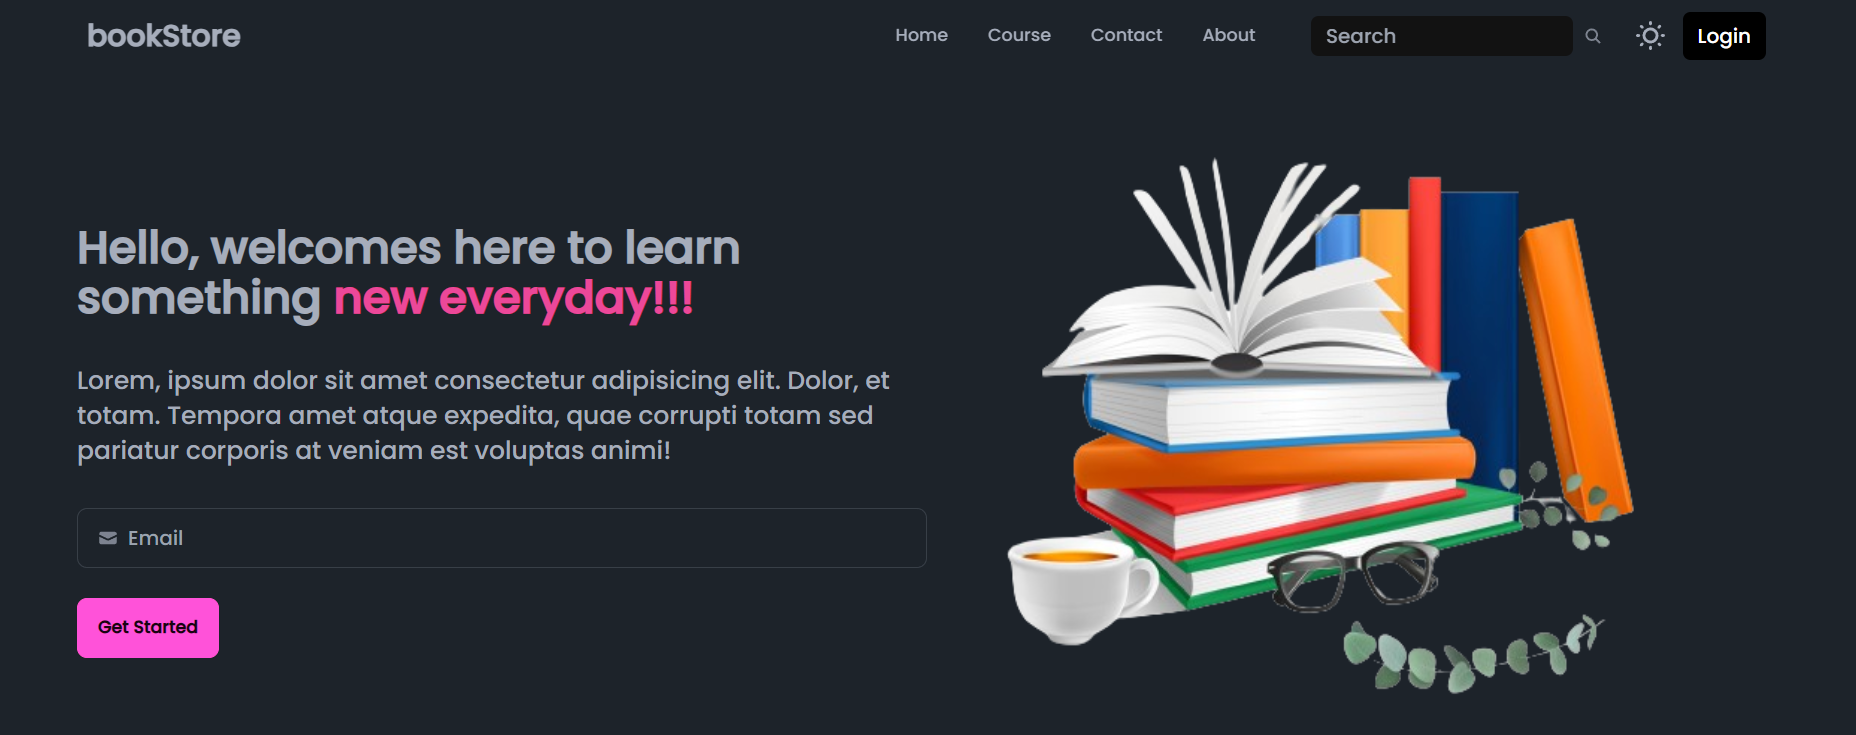 bookStore
Home
Course
Contact
About
Search
Login
Hello, welcomes here to learn
something new everyday!!!
Lorem, ipsum dolor sit amet consectetur adipisicing elit. Dolor, et
totam. Tempora amet atque expedita, quae corrupti totam sed
pariatur corporis at veniam est voluptas animi!
Email
Get Started